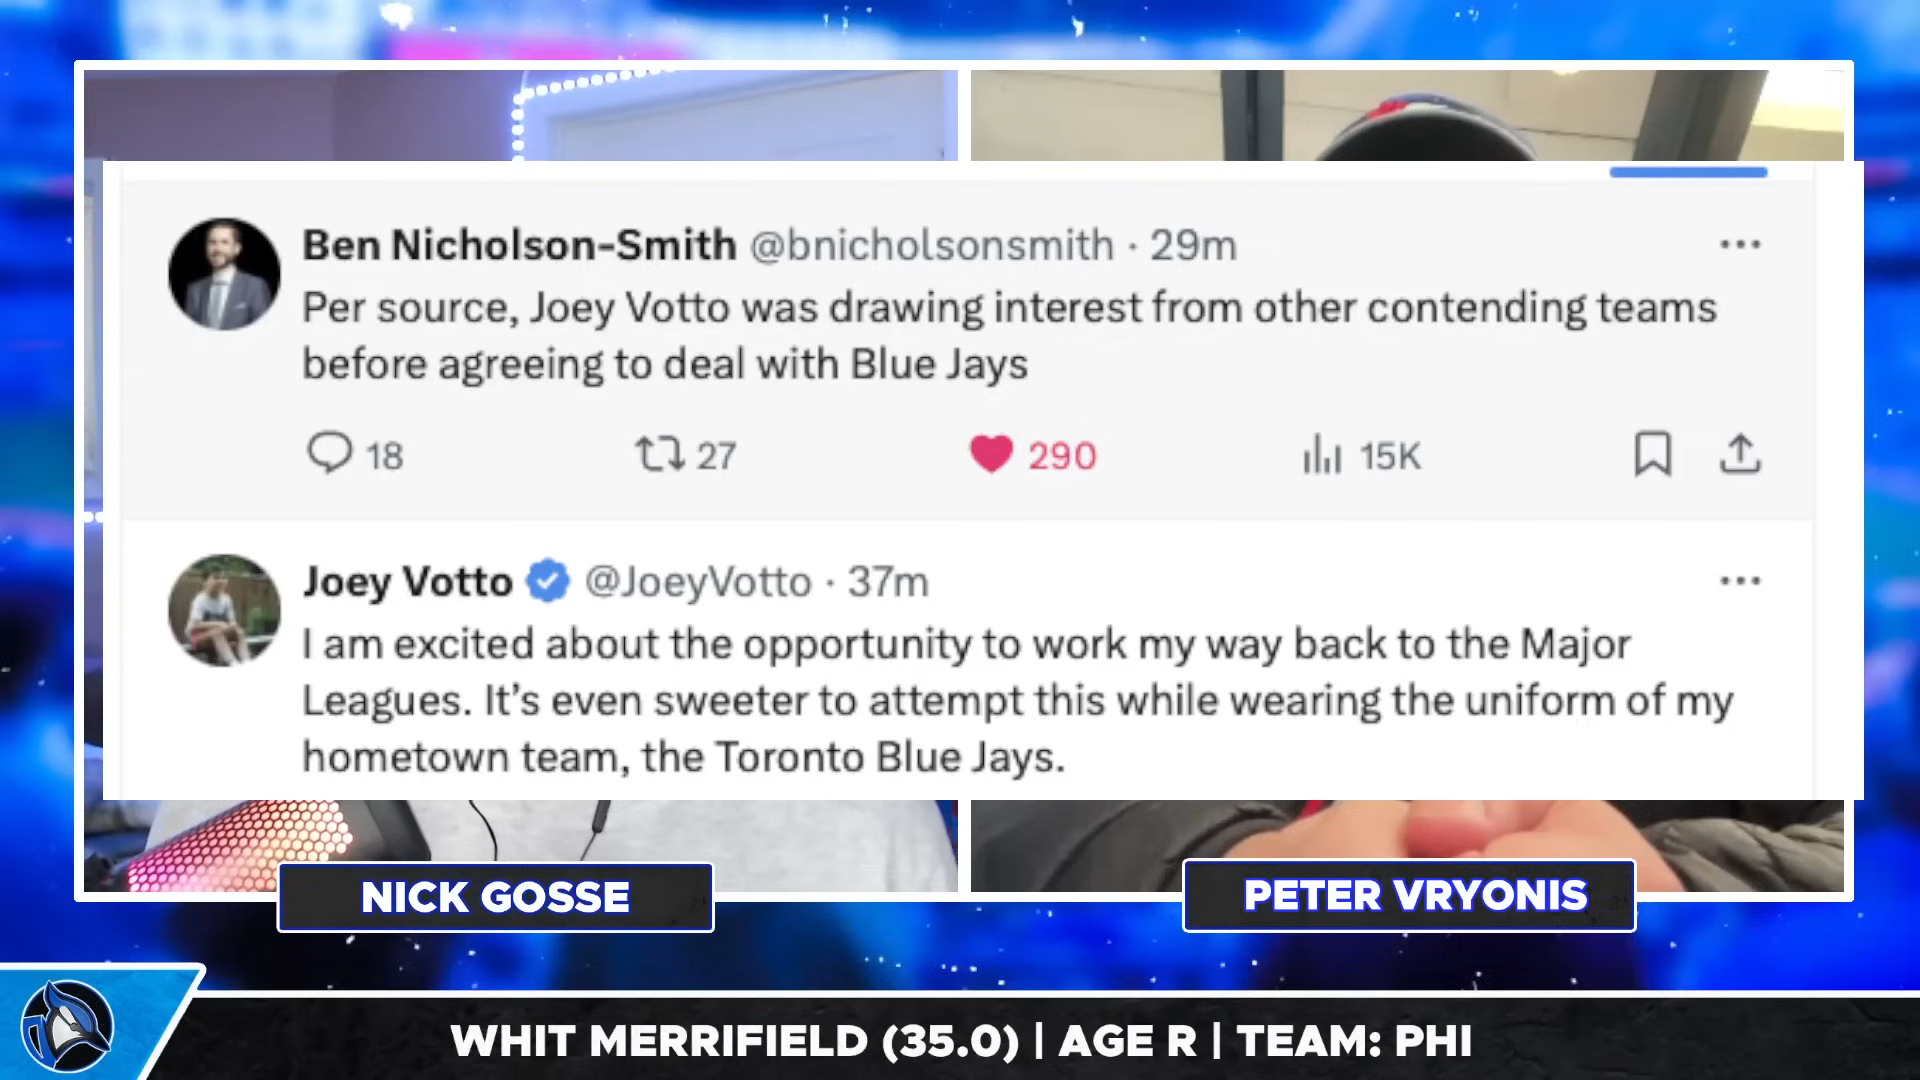 Ben Nicholson-Smith @bnicholsonsmith · 29m
Per source, Joey Votto was drawing interest from other contending teams
before agreeing to deal with Blue Jays
18 27 290 15K
Joey Votto @JoeyVotto · 37m
I am excited about the opportunity to work my way back to the Major
Leagues. It’s even sweeter to attempt this while wearing the uniform of my
hometown team, the Toronto Blue Jays.
NICK GOSSE
PETER VRYONIS
WHIT MERRIFIELD (35.0) | AGE R | TEAM: PHI